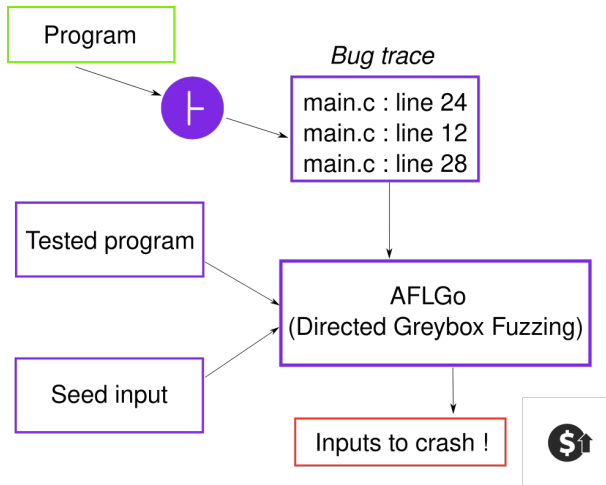 Program
Bug trace
main.c : line 24
main.c : line 12
main.c : line 28
Tested program
AFLGo
(Directed Greybox Fuzzing)
Seed input
Inputs to crash !
$